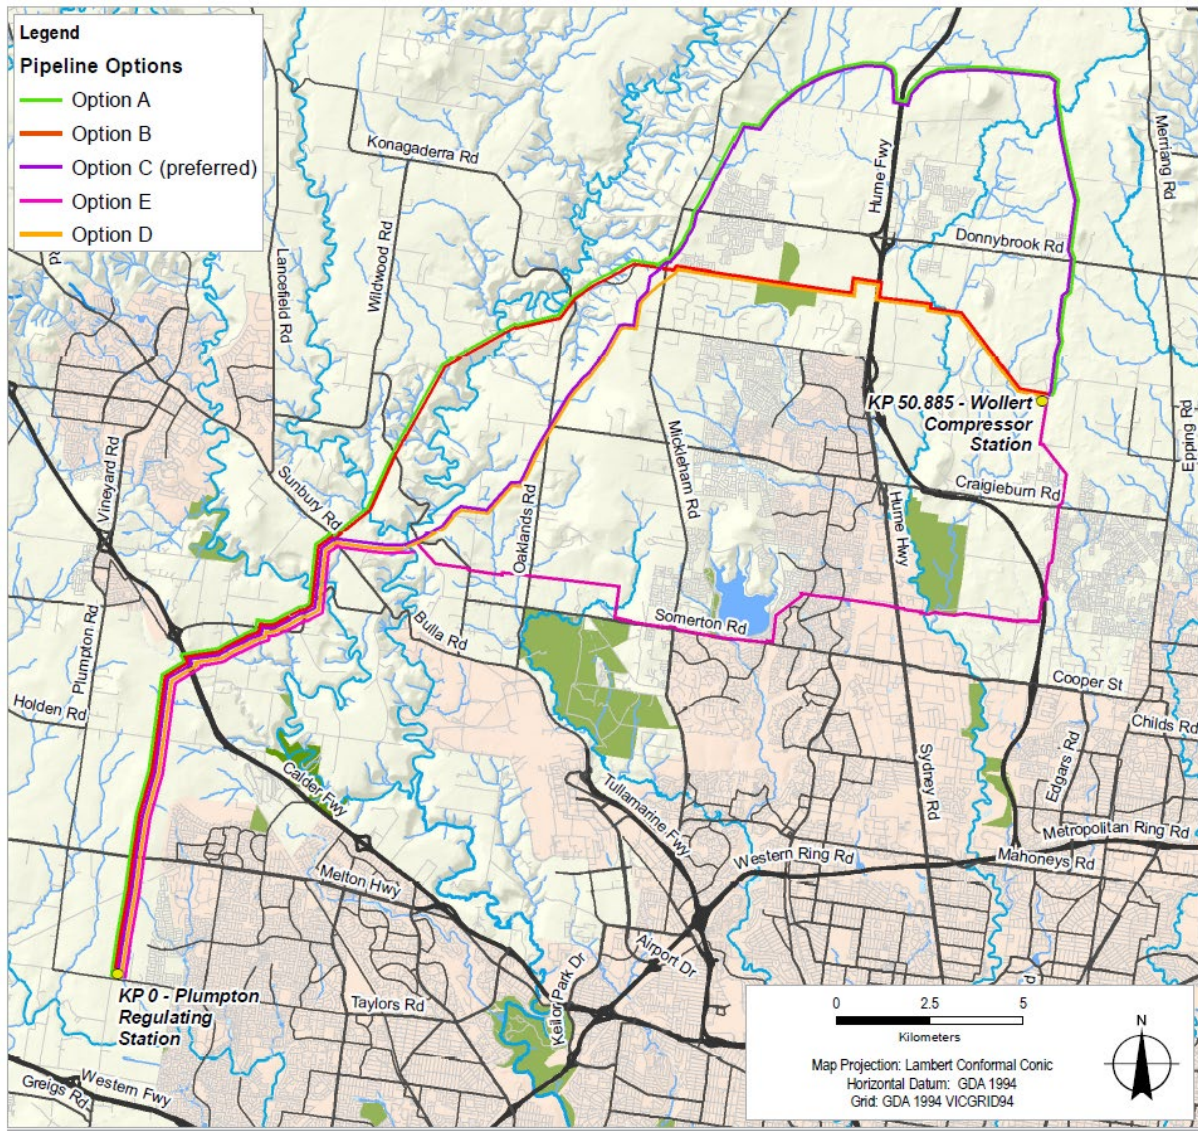 Legend
Pipeline Options
Option A
Option B
Option C (preferred)
Option E
Option D
Konagaderra Rd
Merriang Rd
Hume Fwy
Donnybrook Rd
Lancefield Rd
Wildwood Rd
KP 50.885 - Wollert
Compressor
Station
Epping Rd
Vineyard Rd
Sunbury Rd
Mickleham Rd
Oaklands Rd
Craigieburn Rd
Hume Hwy
Plumpton Rd
Bulla Rd
Somerton Rd
Holden Rd
Cooper St
Childs Rd
Edgars Rd
Sydney Rd
Calder Fwy
Tullamarine Fwy
Metropolitan Ring Rd
Mahoneys Rd
Western Ring Rd
Melton Hwy
Airport Dr
Keilor Park Dr
Taylors Rd
KP 0 - Plumpton
Regulating
Station
Western Fwy
Greigs Rd
0 2.5 5
Kilometers
N
Map Projection: Lambert Conformal Conic
Horizontal Datum: GDA 1994
Grid: GDA 1994 VICGRID94